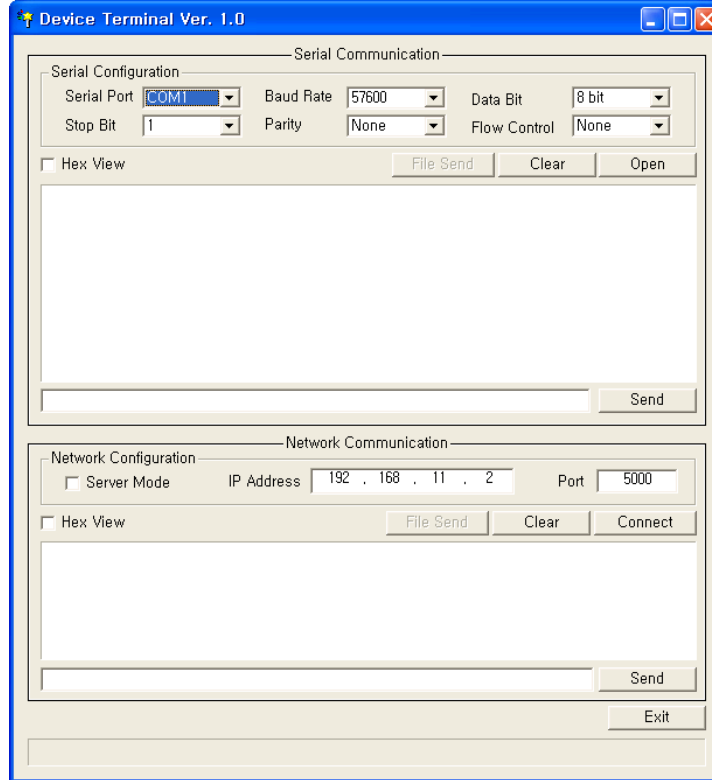 Device Terminal Ver. 1.0
Serial Communication
Serial Configuration
Serial Port COM1 Baud Rate 57600 Data Bit 8 bit
Stop Bit 1 Parity None Flow Control None
Hex View File Send Clear Open
Send
Network Communication
Network Configuration
Server Mode IP Address 192 . 168 . 11 . 2 Port 5000
Hex View File Send Clear Connect
Send
Exit